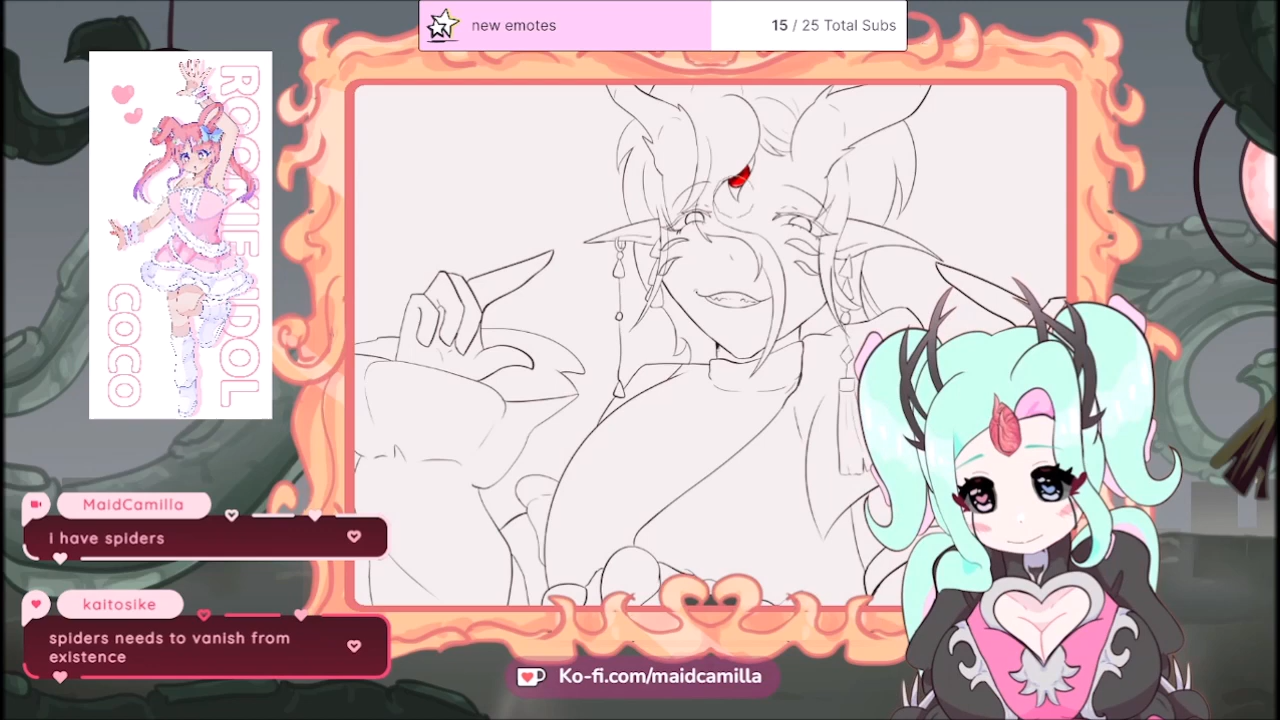 new emotes
15 / 25 Total Subs
ROOKIE IDOL
COCO
MaidCamilla
i have spiders
kaitosike
spiders needs to vanish from
existence
Ko-fi.com/maidcamilla